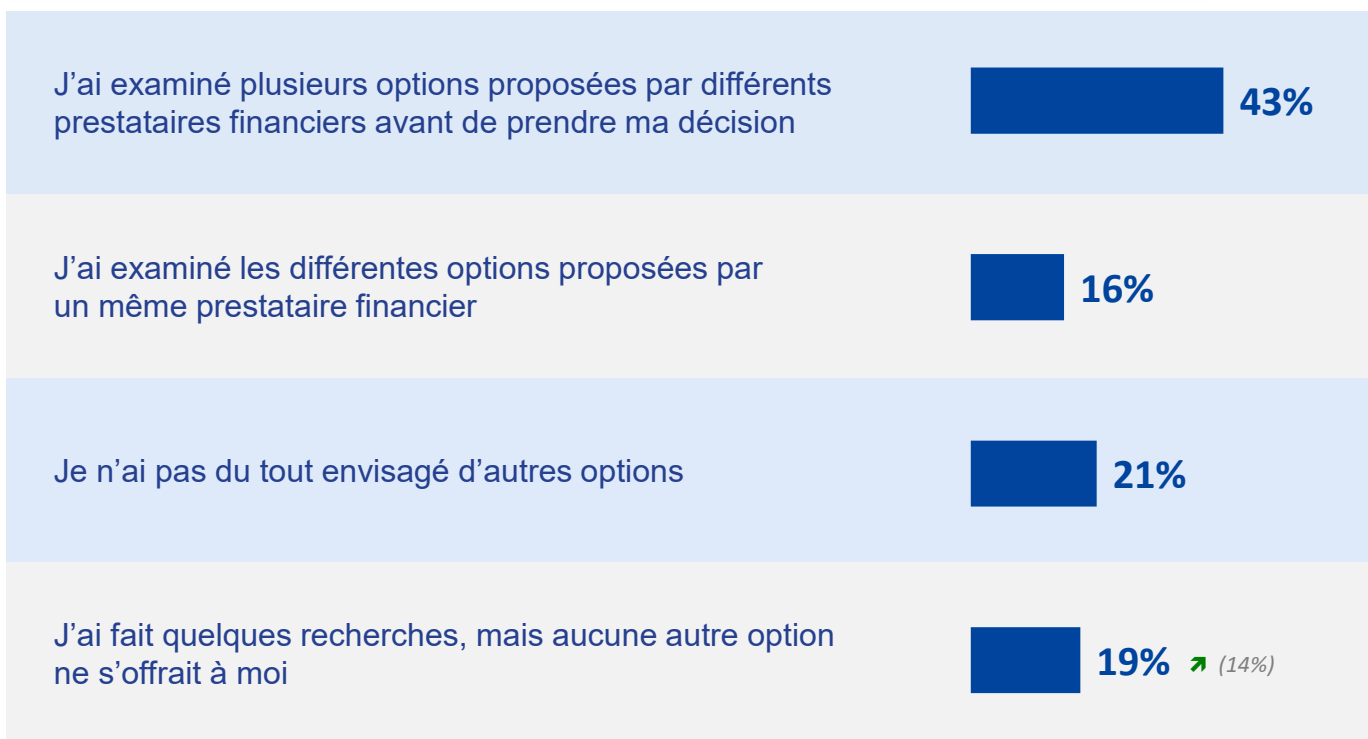 J’ai examiné plusieurs options proposées par différents
prestataires financiers avant de prendre ma décision
43%
J’ai examiné les différentes options proposées par
un même prestataire financier
16%
Je n’ai pas du tout envisagé d’autres options
21%
J’ai fait quelques recherches, mais aucune autre option
ne s’offrait à moi
19% (14%)